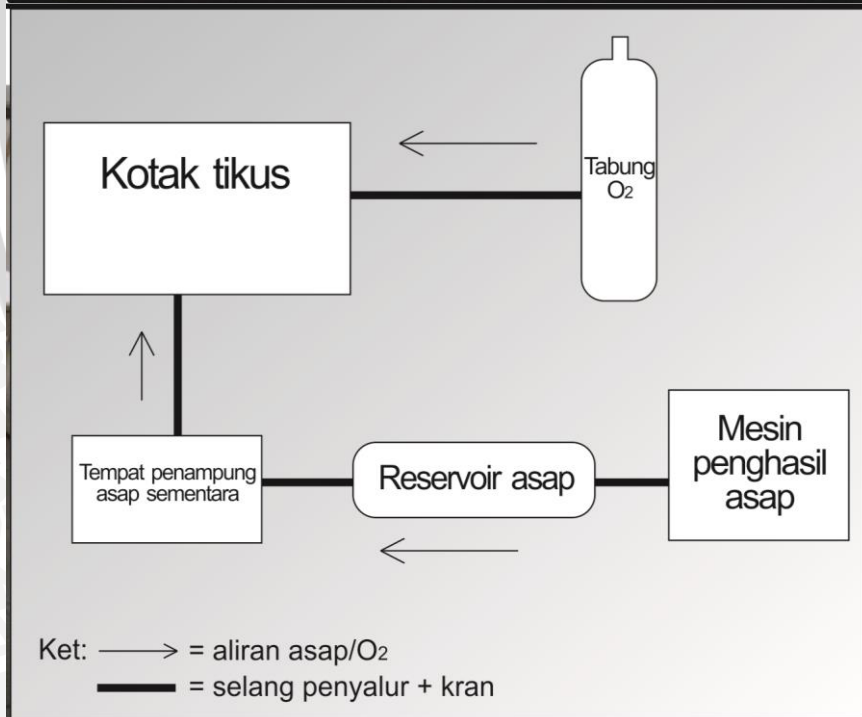 Kotak tikus
Tabung
O2
Tempat penampung
asap sementara
Reservoir asap
Mesin
penghasil
asap
Ket: = aliran asap/O2
= selang penyalur + kran